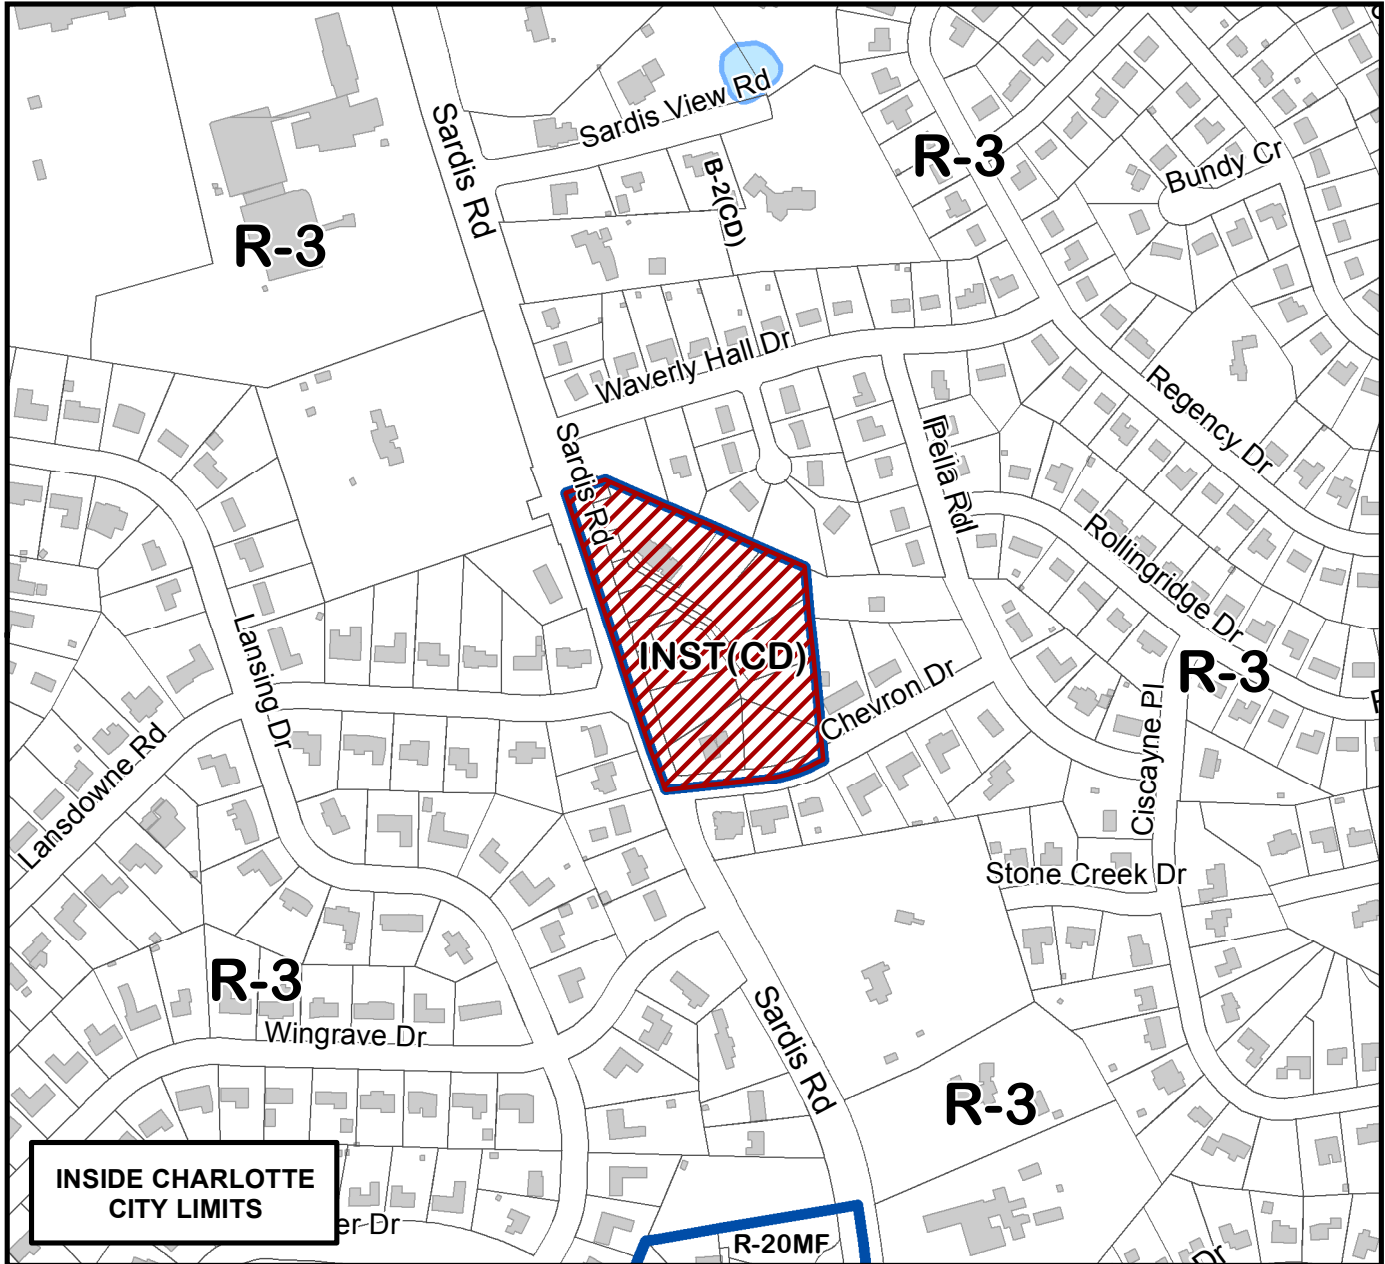 Sardis View Rd
Sardis Rd
R-3
B-2(CD)
Bundy Cr
R-3
Waverly Hall Dr
Regency Dr
Sardis Rd
Pella Rd
Rollingridge Dr
INST(CD)
R-3
Lansing Dr
Chevron Dr
Ciscayne Pl
Lansdowne Rd
Stone Creek Dr
R-3
Wingrave Dr
Sardis Rd
R-3
INSIDE CHARLOTTE
CITY LIMITS
er Dr
R-20MF
Dr